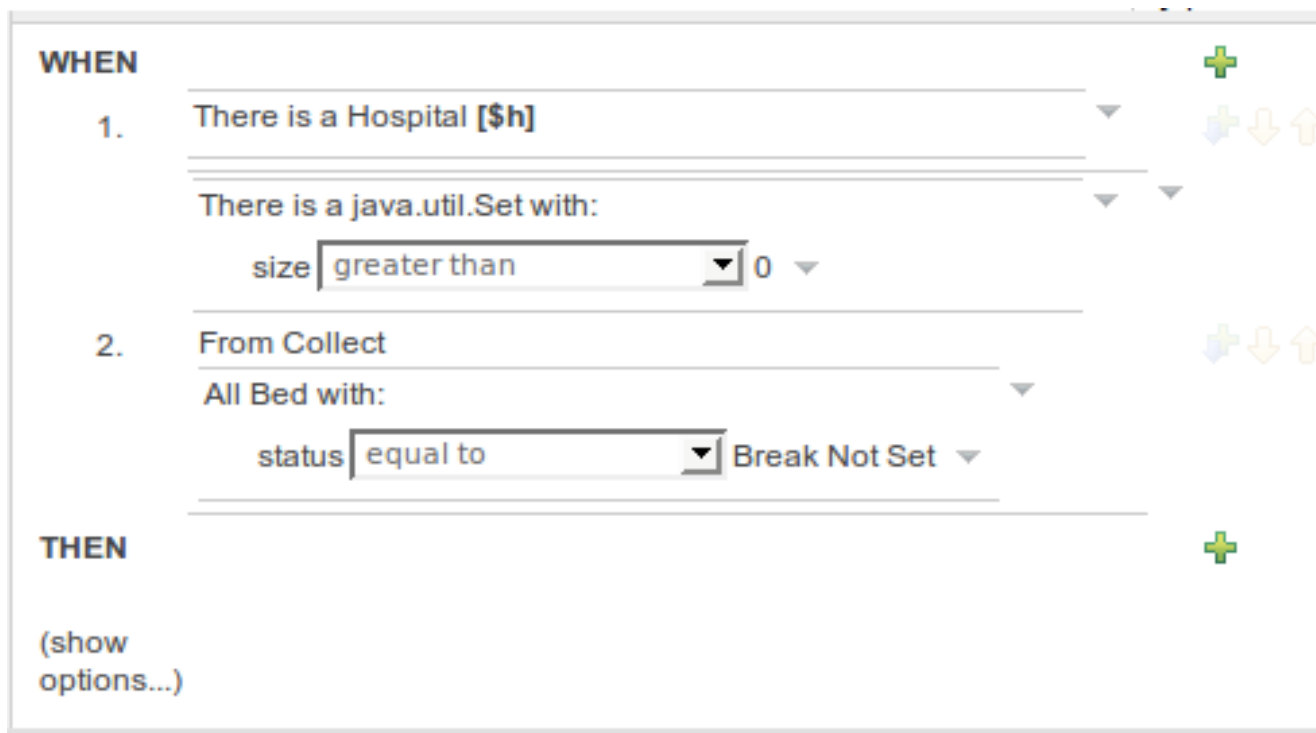 WHEN
1. There is a Hospital [$h]
There is a java.util.Set with:
size greater than 0
2. From Collect
All Bed with:
status equal to Break Not Set
THEN
(show
options...)